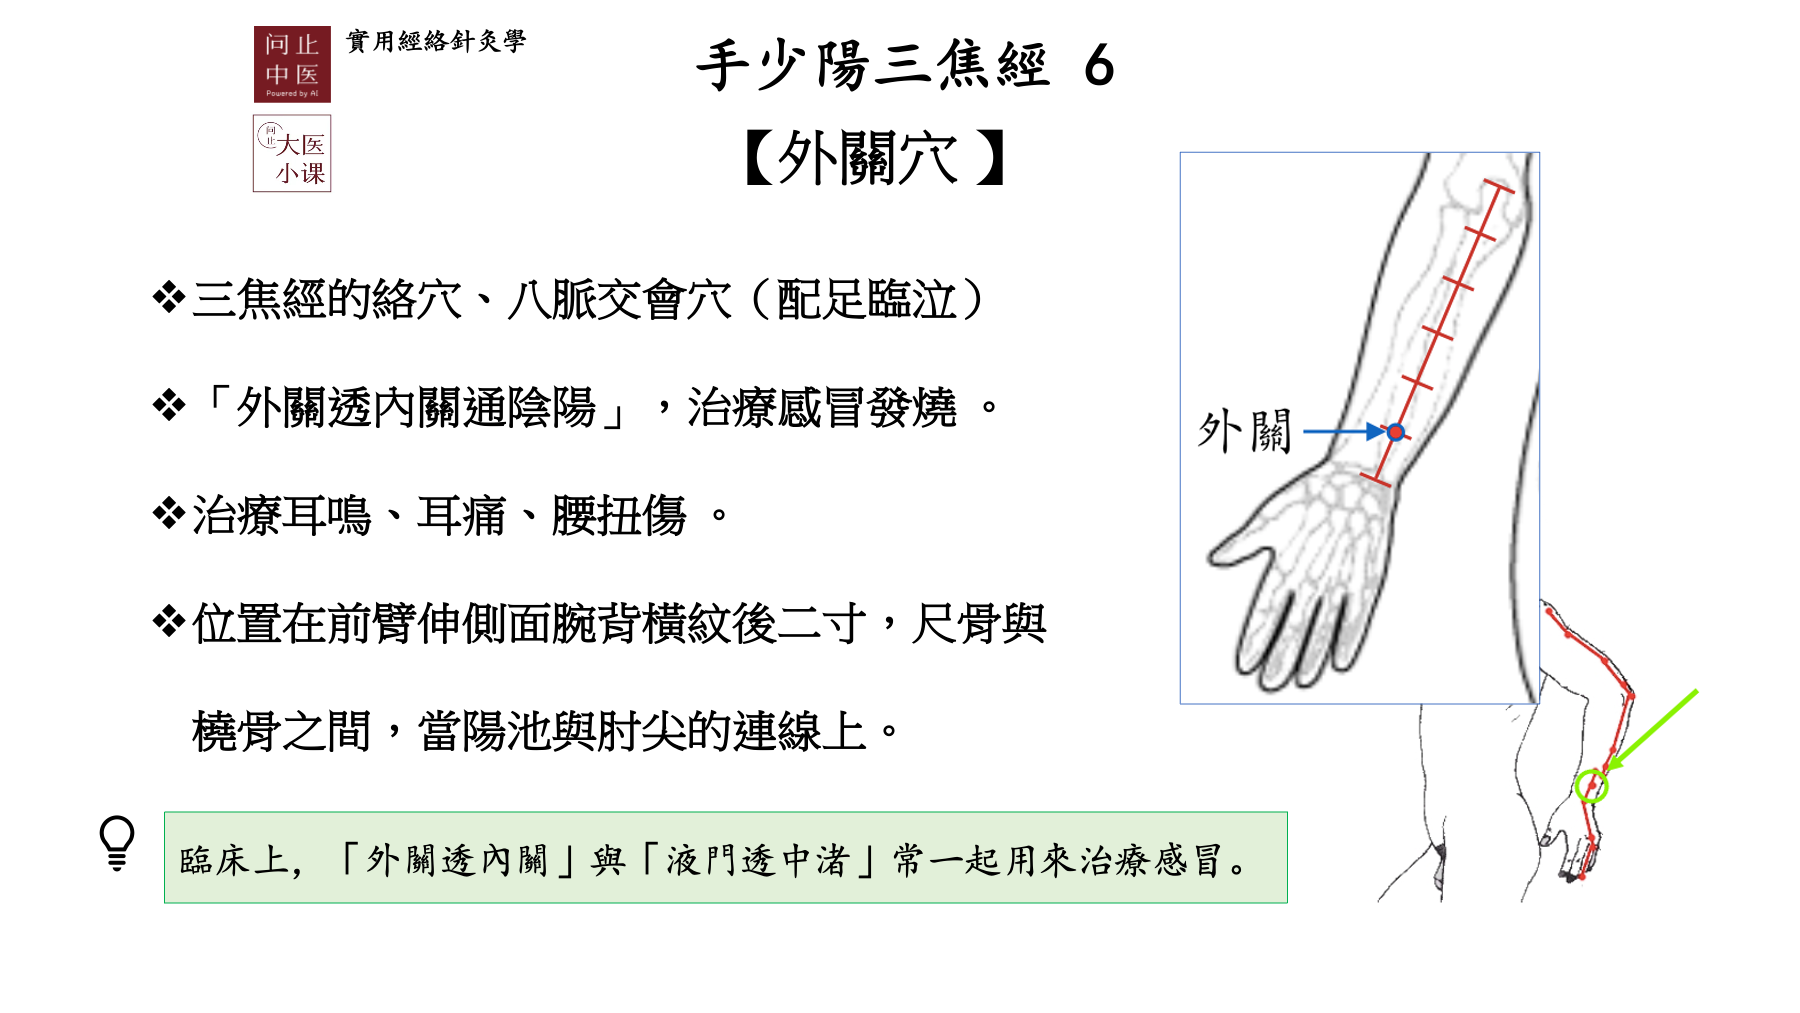 问止
中医
Powered by AI
實用經絡針灸學
问止
大医
小课
手少陽三焦經 6
【外關穴】
❖三焦經的絡穴、八脈交會穴（配足臨泣）
❖「外關透內關通陰陽」，治療感冒發燒 。
❖治療耳鳴、耳痛、腰扭傷 。
❖位置在前臂伸側面腕背橫紋後二寸，尺骨與
橈骨之間，當陽池與肘尖的連線上。
外關
臨床上，「外關透內關」與「液門透中渚」常一起用來治療感冒。